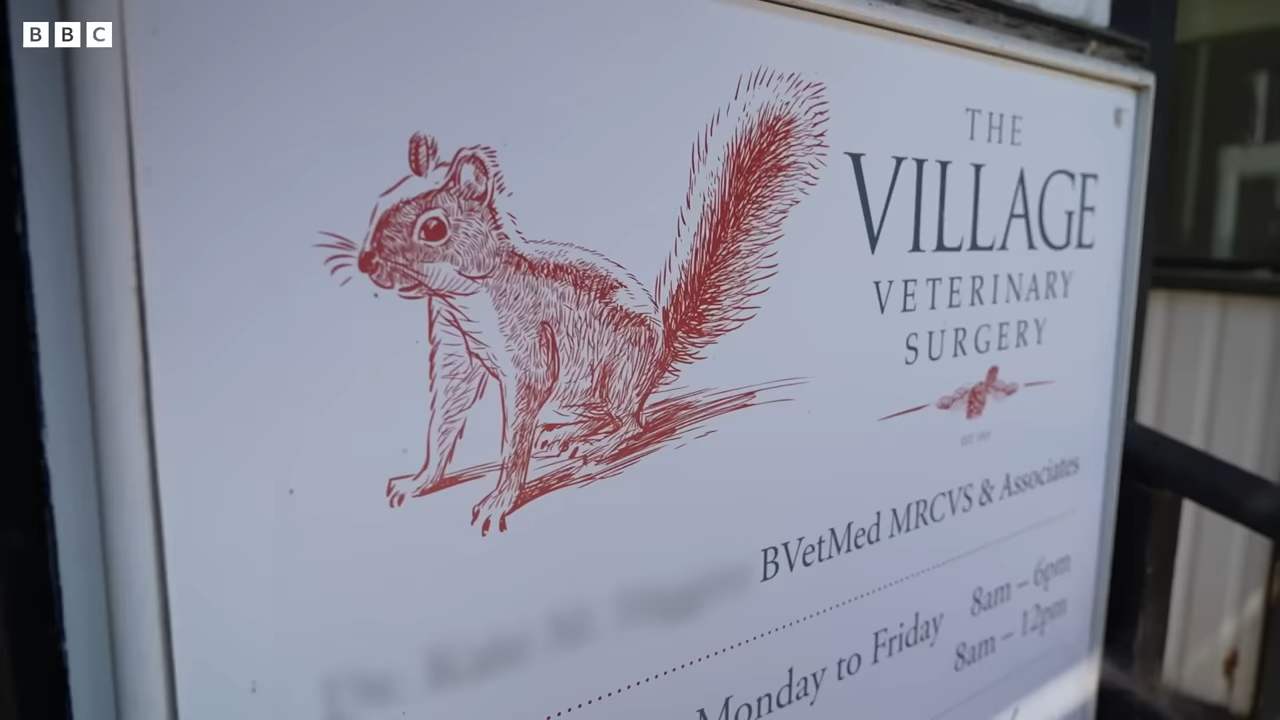 BBC
THE
VILLAGE
VETERINARY
SURGERY
BVetMed MRCVS & Associates
Monday to Friday 8am – 6pm
8am – 12pm